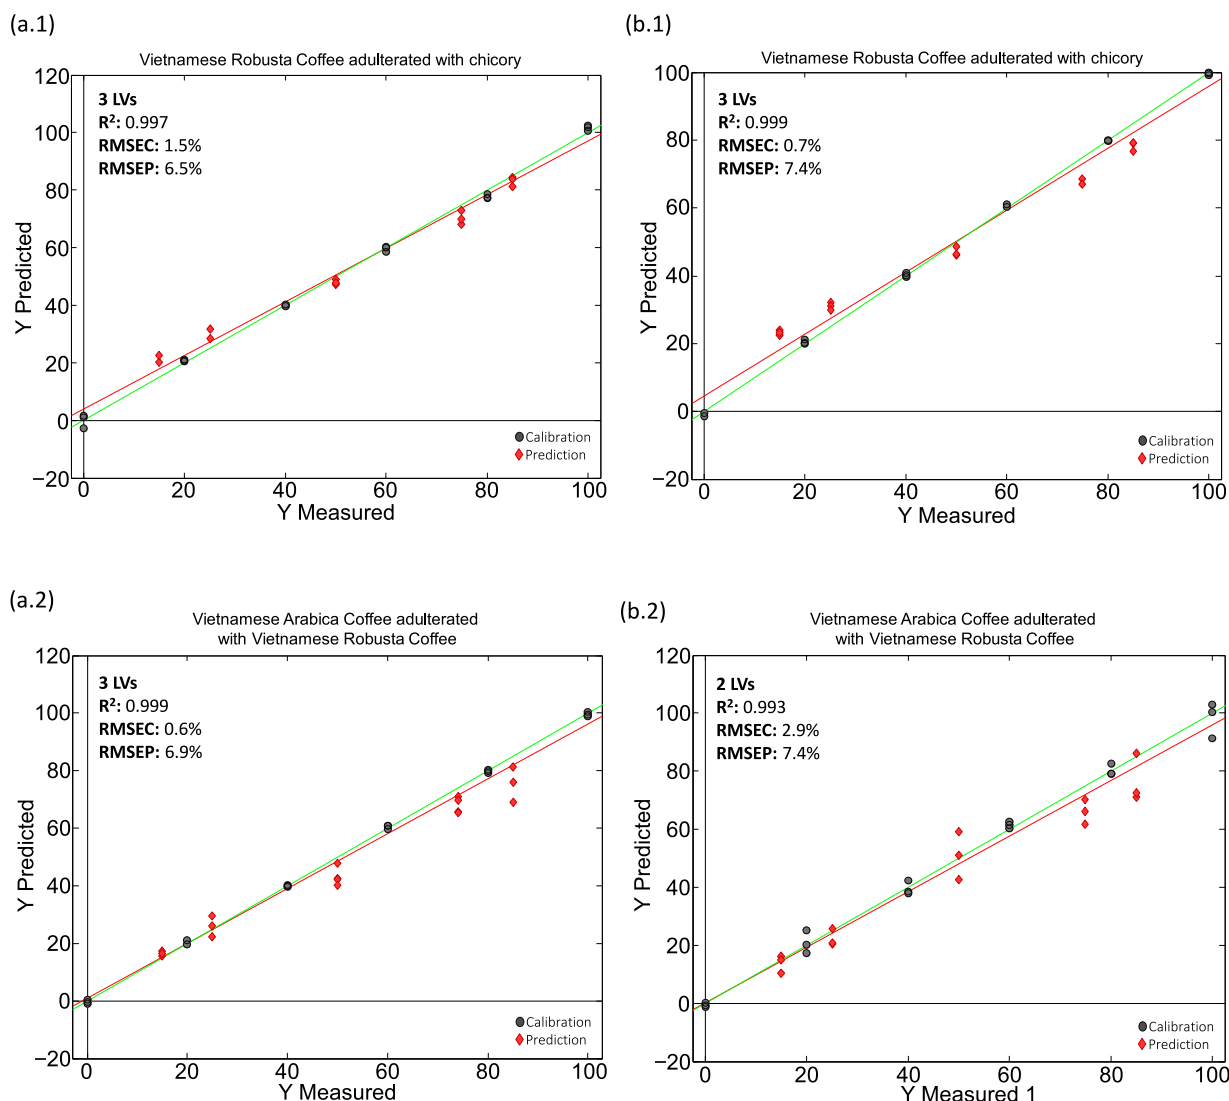 (a.1)
Vietnamese Robusta Coffee adulterated with chicory
120
100
80
60
40
20
0
−20
3 LVs
R²: 0.997
RMSEC: 1.5%
RMSEP: 6.5%
Y Predicted
Calibration
Prediction
0 20 40 60 80 100
Y Measured
(b.1)
Vietnamese Robusta Coffee adulterated with chicory
100
80
60
40
20
0
−20
3 LVs
R²: 0.999
RMSEC: 0.7%
RMSEP: 7.4%
Y Predicted
Calibration
Prediction
0 20 40 60 80 100
Y Measured
(a.2)
Vietnamese Arabica Coffee adulterated
with Vietnamese Robusta Coffee
120
100
80
60
40
20
0
−20
3 LVs
R²: 0.999
RMSEC: 0.6%
RMSEP: 6.9%
Y Predicted
Calibration
Prediction
0 20 40 60 80 100
Y Measured
(b.2)
Vietnamese Arabica Coffee adulterated
with Vietnamese Robusta Coffee
120
100
80
60
40
20
0
−20
2 LVs
R²: 0.993
RMSEC: 2.9%
RMSEP: 7.4%
Y Predicted
Calibration
Prediction
0 20 40 60 80 100
Y Measured 1